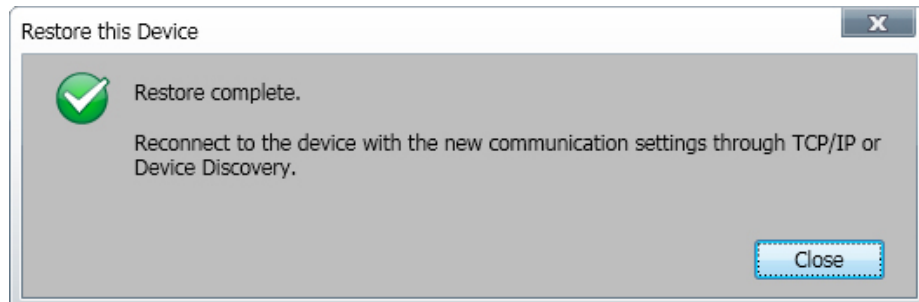 Restore this Device
X
Restore complete.
Reconnect to the device with the new communication settings through TCP/IP or
Device Discovery.
Close